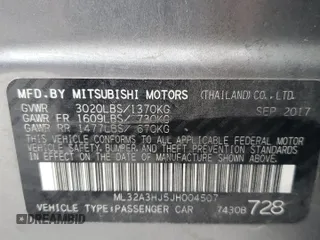 MFD.BY MITSUBISHI MOTORS (THAILAND) CO., LTD.
GVWR 3020LBS/1370KG SEP 2017
GAWR FR 1609LBS/ 730KG
GAWR RR 1477LBS/ 670KG
THIS VEHICLE CONFORMS TO ALL APPLICABLE FEDERAL MOTOR
VEHICLE SAFETY, BUMPER, AND THEFT PREVENTION STANDARDS
IN EFFECT ON THE DATE OF MANUFACTURE SHOWN ABOVE.
ML32A3HJ5JH004507
VEHICLE TYPE:PASSENGER CAR 74308 728